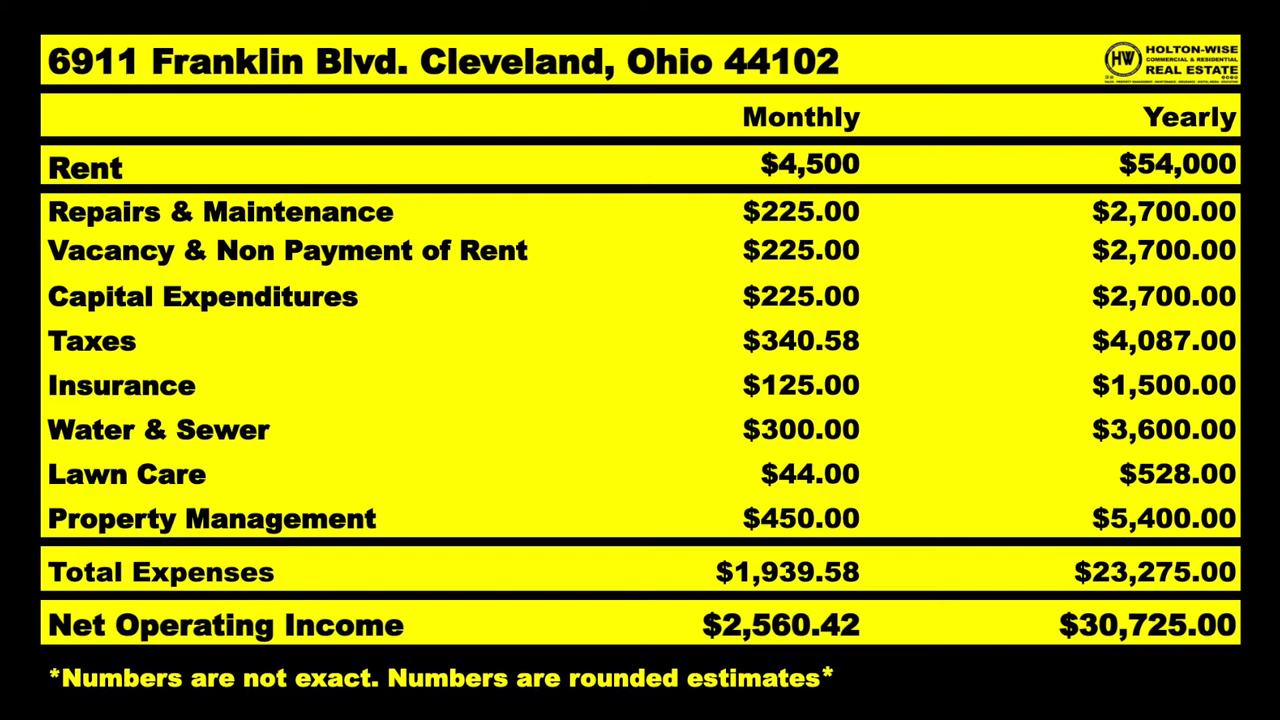 6911 Franklin Blvd. Cleveland, Ohio 44102
HW
HOLTON-WISE
COMMERCIAL & RESIDENTIAL
REAL ESTATE
Monthly Yearly
Rent $4,500 $54,000
Repairs & Maintenance $225.00 $2,700.00
Vacancy & Non Payment of Rent $225.00 $2,700.00
Capital Expenditures $225.00 $2,700.00
Taxes $340.58 $4,087.00
Insurance $125.00 $1,500.00
Water & Sewer $300.00 $3,600.00
Lawn Care $44.00 $528.00
Property Management $450.00 $5,400.00
Total Expenses $1,939.58 $23,275.00
Net Operating Income $2,560.42 $30,725.00
*Numbers are not exact. Numbers are rounded estimates*